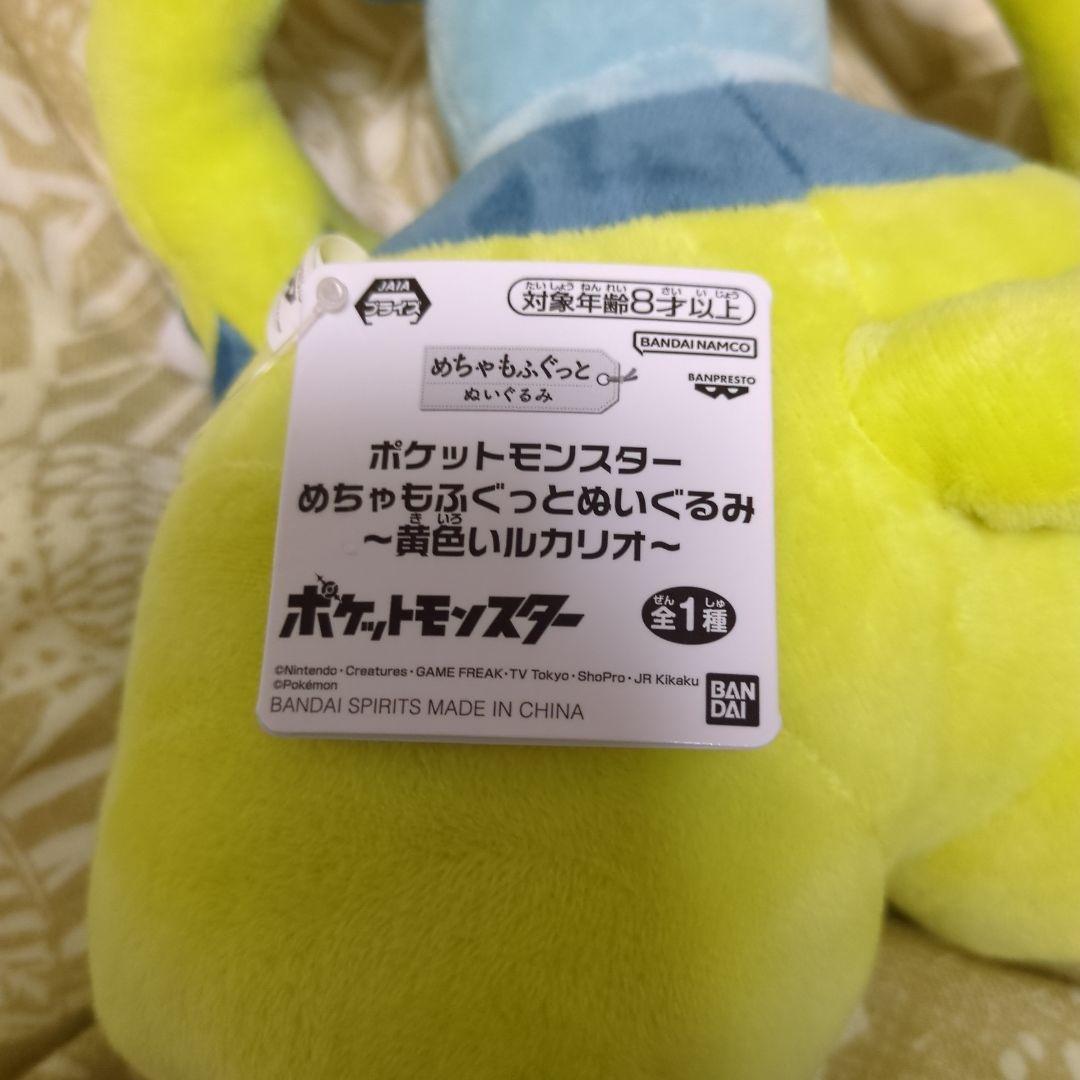 JAIA
プライズ
たいしょうねんれい さい いじょう
対象年齢8才以上
BANDAI NAMCO
めちゃもふぐっと
ぬいぐるみ
BANPRESTO
ポケットモンスター
めちゃもふぐっとぬいぐるみ
き いろ
～黄色いルカリオ～
ポケットモンスター
ぜん しゅ
全1種
©Nintendo・Creatures・GAME FREAK・TV Tokyo・ShoPro・JR Kikaku
©Pokémon
BANDAI SPIRITS MADE IN CHINA
BAN
DAI